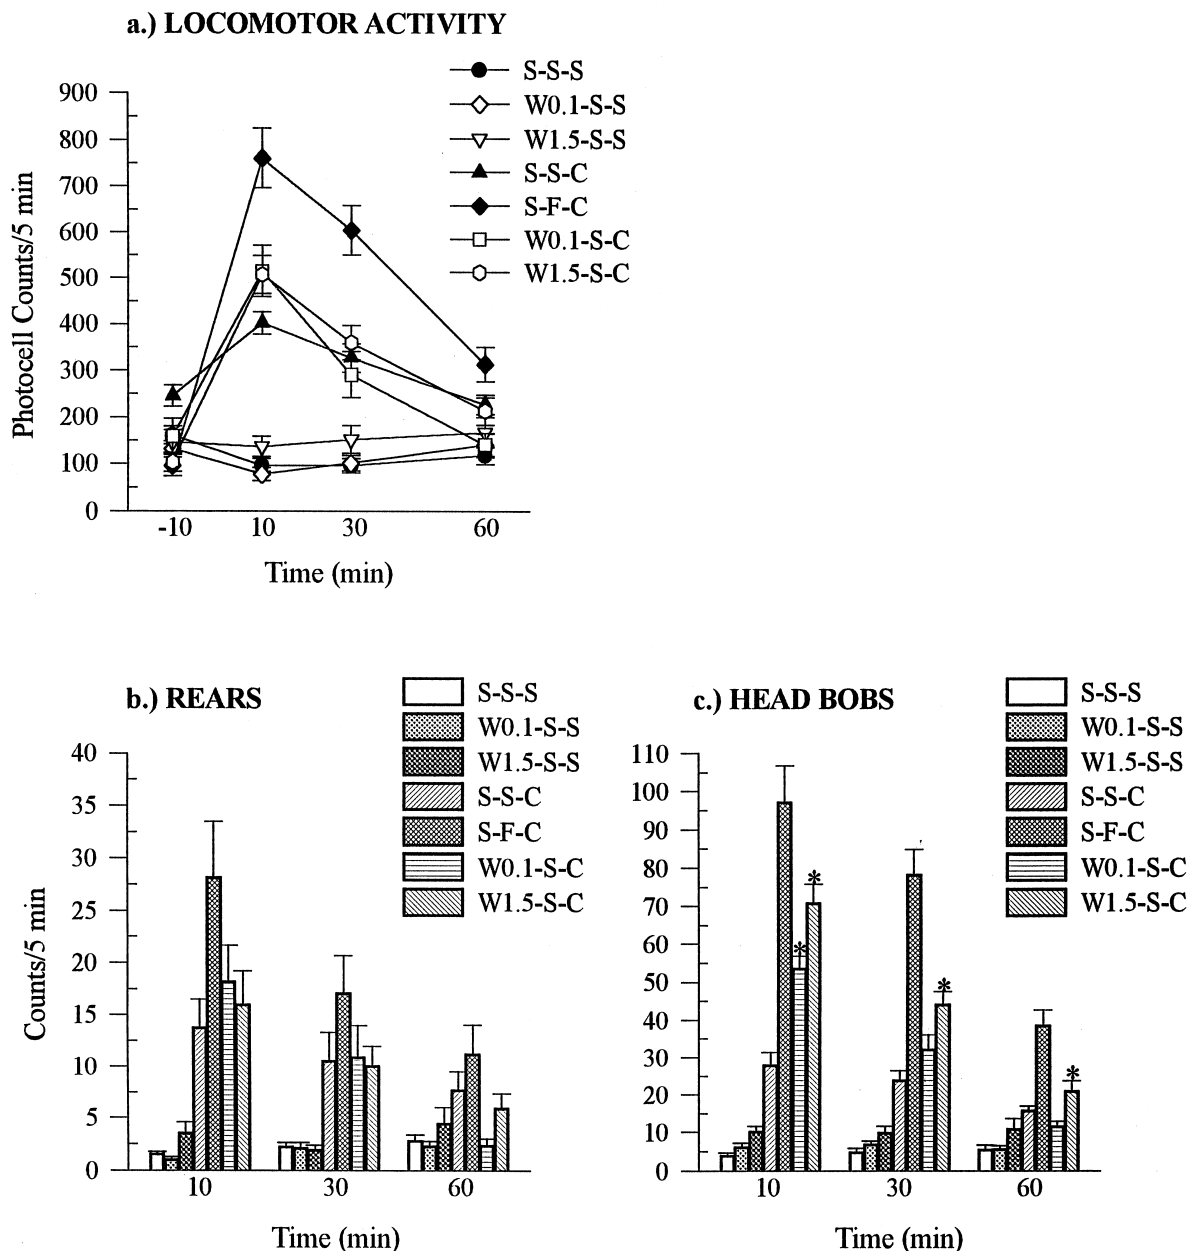 a.) LOCOMOTOR ACTIVITY
S-S-S
W0.1-S-S
W1.5-S-S
S-S-C
S-F-C
W0.1-S-C
W1.5-S-C
Photocell Counts/5 min
900
800
700
600
500
400
300
200
100
0
-10 10 30 60
Time (min)
b.) REARS
S-S-S
W0.1-S-S
W1.5-S-S
S-S-C
S-F-C
W0.1-S-C
W1.5-S-C
Counts/5 min
40
35
30
25
20
15
10
5
0
10 30 60
Time (min)
c.) HEAD BOBS
S-S-S
W0.1-S-S
W1.5-S-S
S-S-C
S-F-C
W0.1-S-C
W1.5-S-C
110
100
90
80
70
60
50
40
30
20
10
0
* * * *
10 30 60
Time (min)